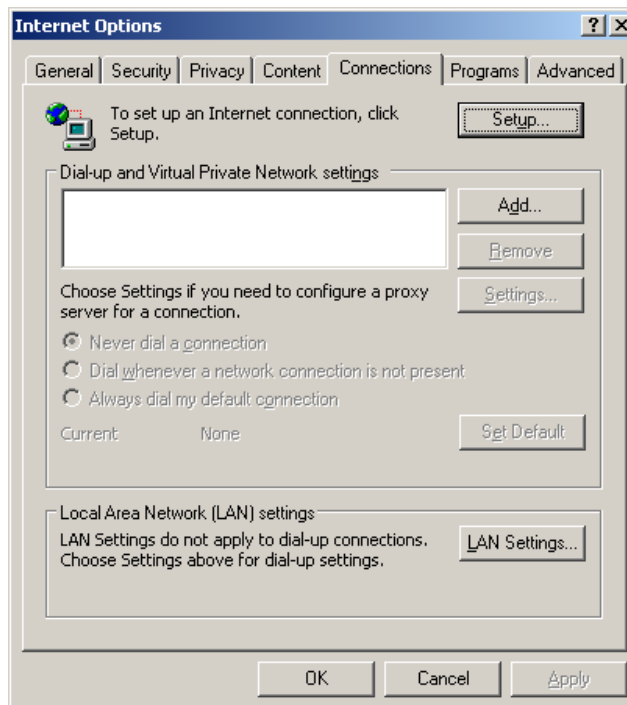 Internet Options
General Security Privacy Content Connections Programs Advanced
To set up an Internet connection, click
Setup.
Setup...
Dial-up and Virtual Private Network settings
Add...
Remove
Choose Settings if you need to configure a proxy
server for a connection.
Settings...
Never dial a connection
Dial whenever a network connection is not present
Always dial my default connection
Current None
Set Default
Local Area Network (LAN) settings
LAN Settings do not apply to dial-up connections.
Choose Settings above for dial-up settings.
LAN Settings...
OK Cancel Apply